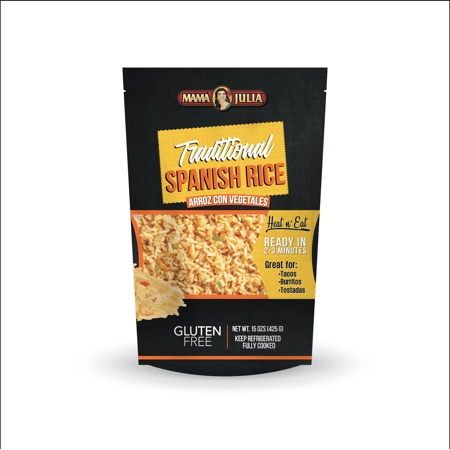 MAMA JULIA
Traditional
SPANISH RICE
ARROZ CON VEGETALES
Heat n' Eat
READY IN
2-3 MINUTES
Great for:
•Tacos
•Burritos
•Tostadas
GLUTEN
FREE
NET WT. 15 OZS (425 G)
KEEP REFRIGERATED
FULLY COOKED